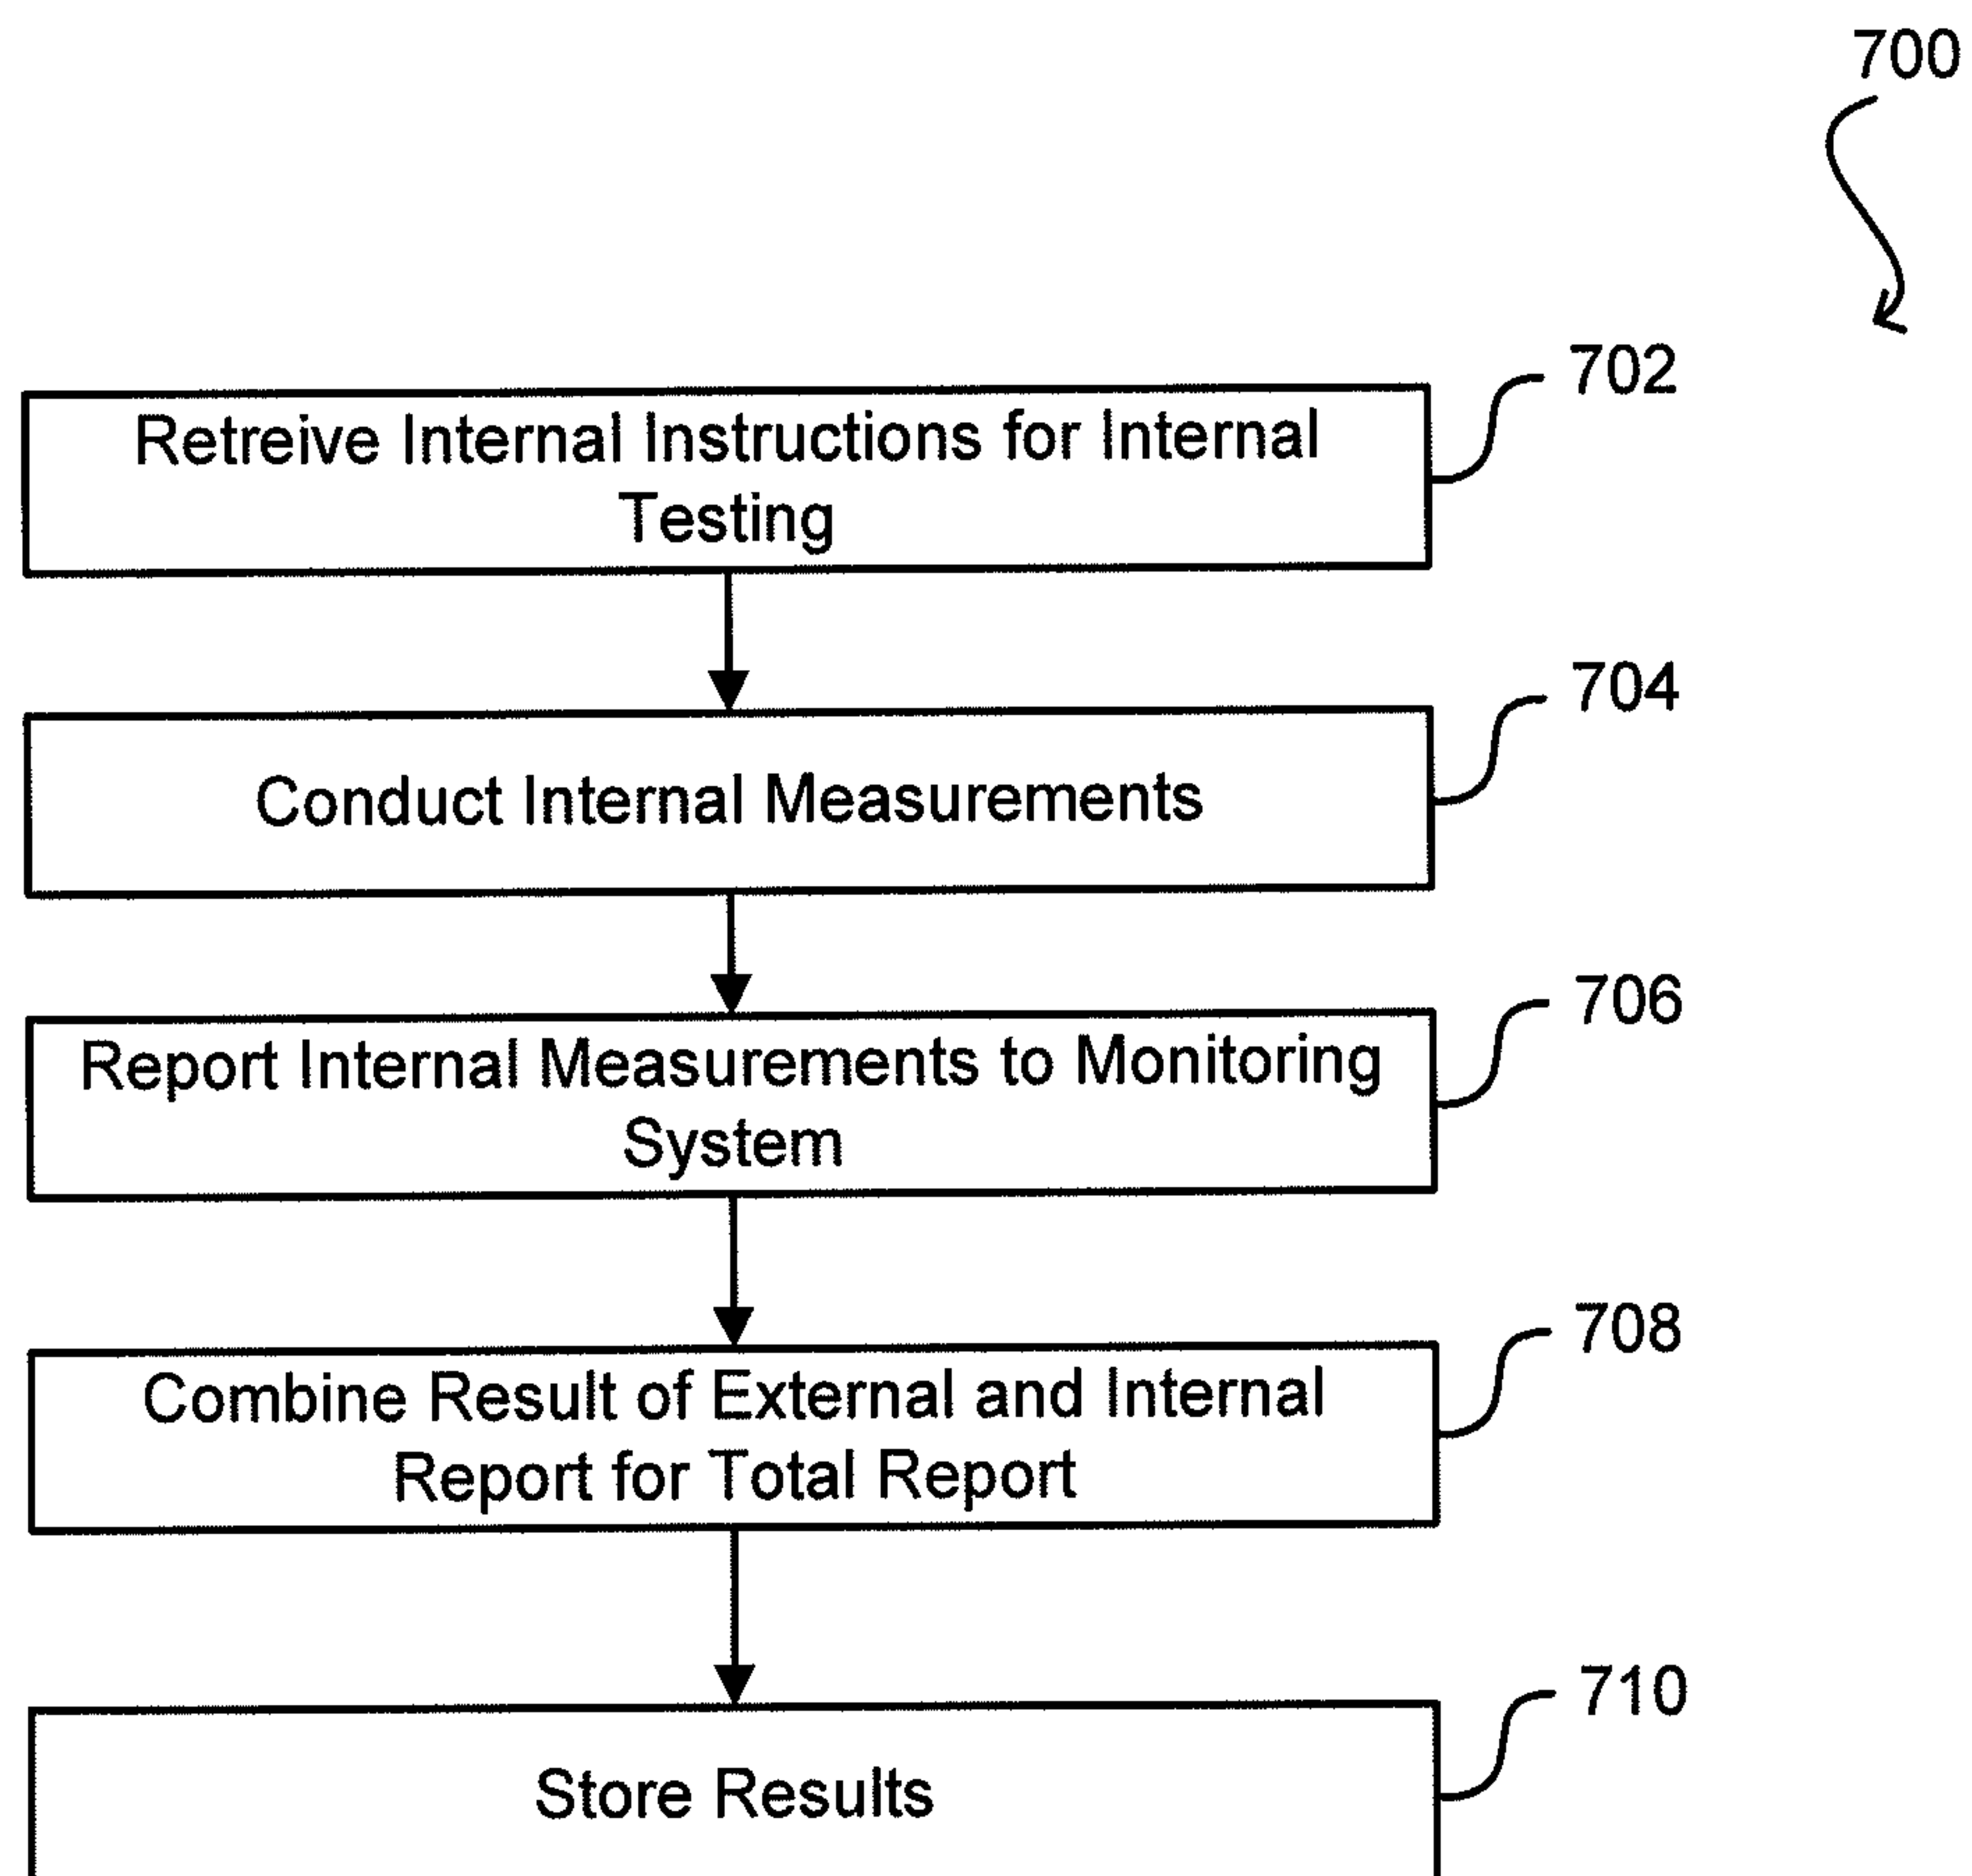 700
702
Retreive Internal Instructions for Internal
Testing
704
Conduct Internal Measurements
706
Report Internal Measurements to Monitoring
System
708
Combine Result of External and Internal
Report for Total Report
710
Store Results